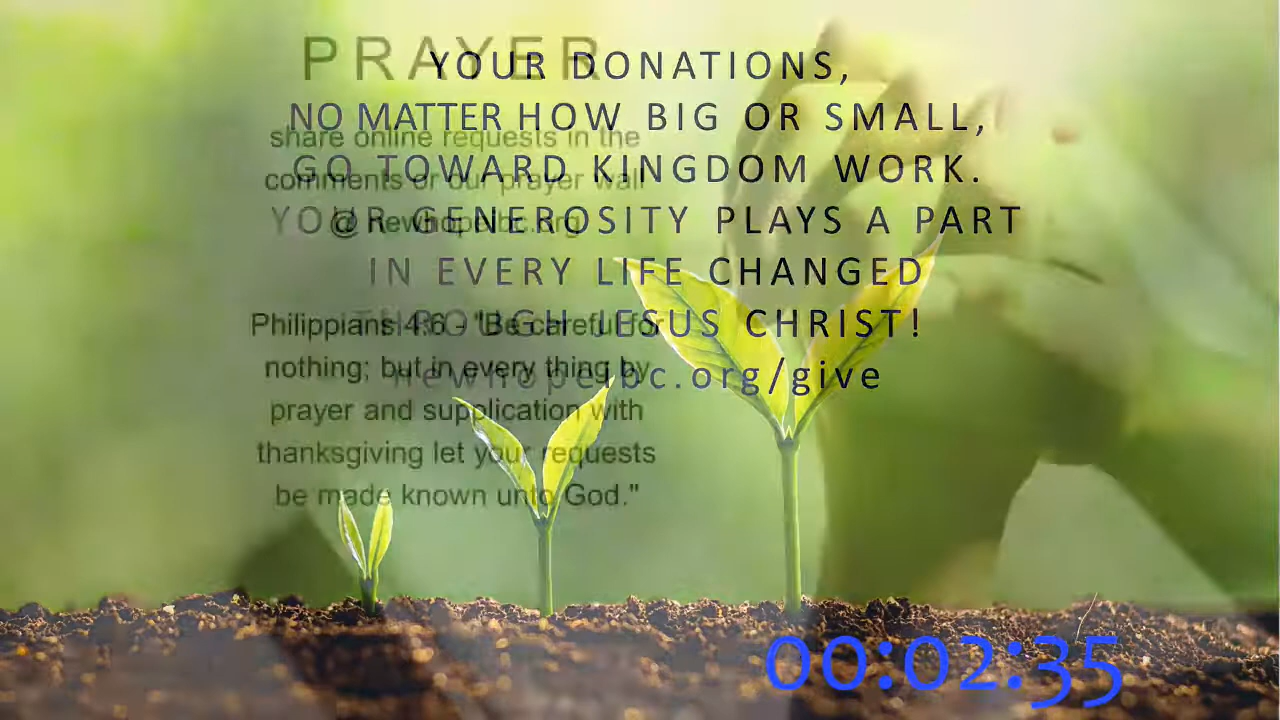 PRAYER
share online requests in the
comments or our prayer wall
@ newhopeibc.org
Philippians 4:6 - "Be careful for
nothing; but in every thing by
prayer and supplication with
thanksgiving let your requests
be made known unto God."
YOUR DONATIONS,
NO MATTER HOW BIG OR SMALL,
GO TOWARD KINGDOM WORK.
YOUR GENEROSITY PLAYS A PART
IN EVERY LIFE CHANGED
THROUGH JESUS CHRIST!
newhopeibc.org/give
00:02:35